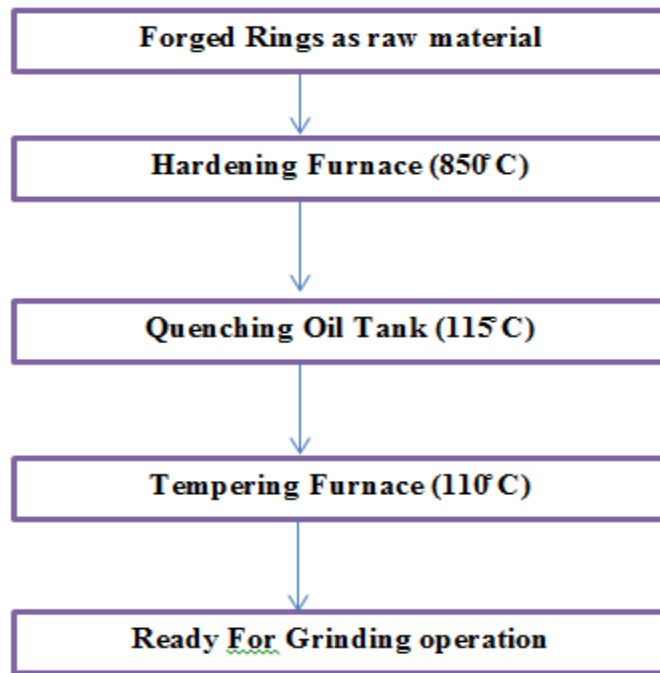 Forged Rings as raw material
Hardening Furnace (850°C)
Quenching Oil Tank (115°C)
Tempering Furnace (110°C)
Ready For Grinding operation